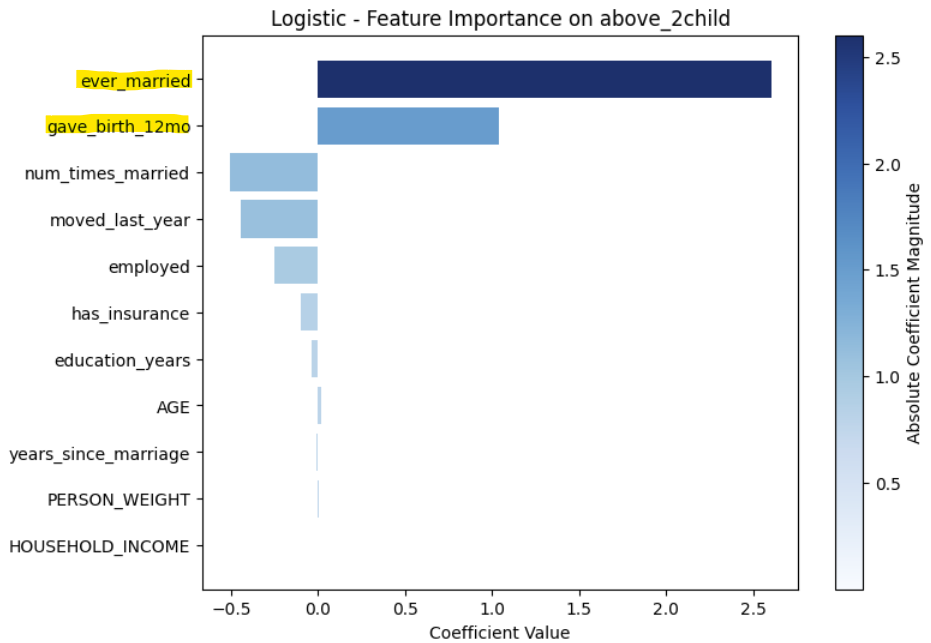 Logistic - Feature Importance on above_2child
ever_married
gave_birth_12mo
num_times_married
moved_last_year
employed
has_insurance
education_years
AGE
years_since_marriage
PERSON_WEIGHT
HOUSEHOLD_INCOME
−0.5 0.0 0.5 1.0 1.5 2.0 2.5
Coefficient Value
2.5
2.0
1.5
1.0
0.5
Absolute Coefficient Magnitude